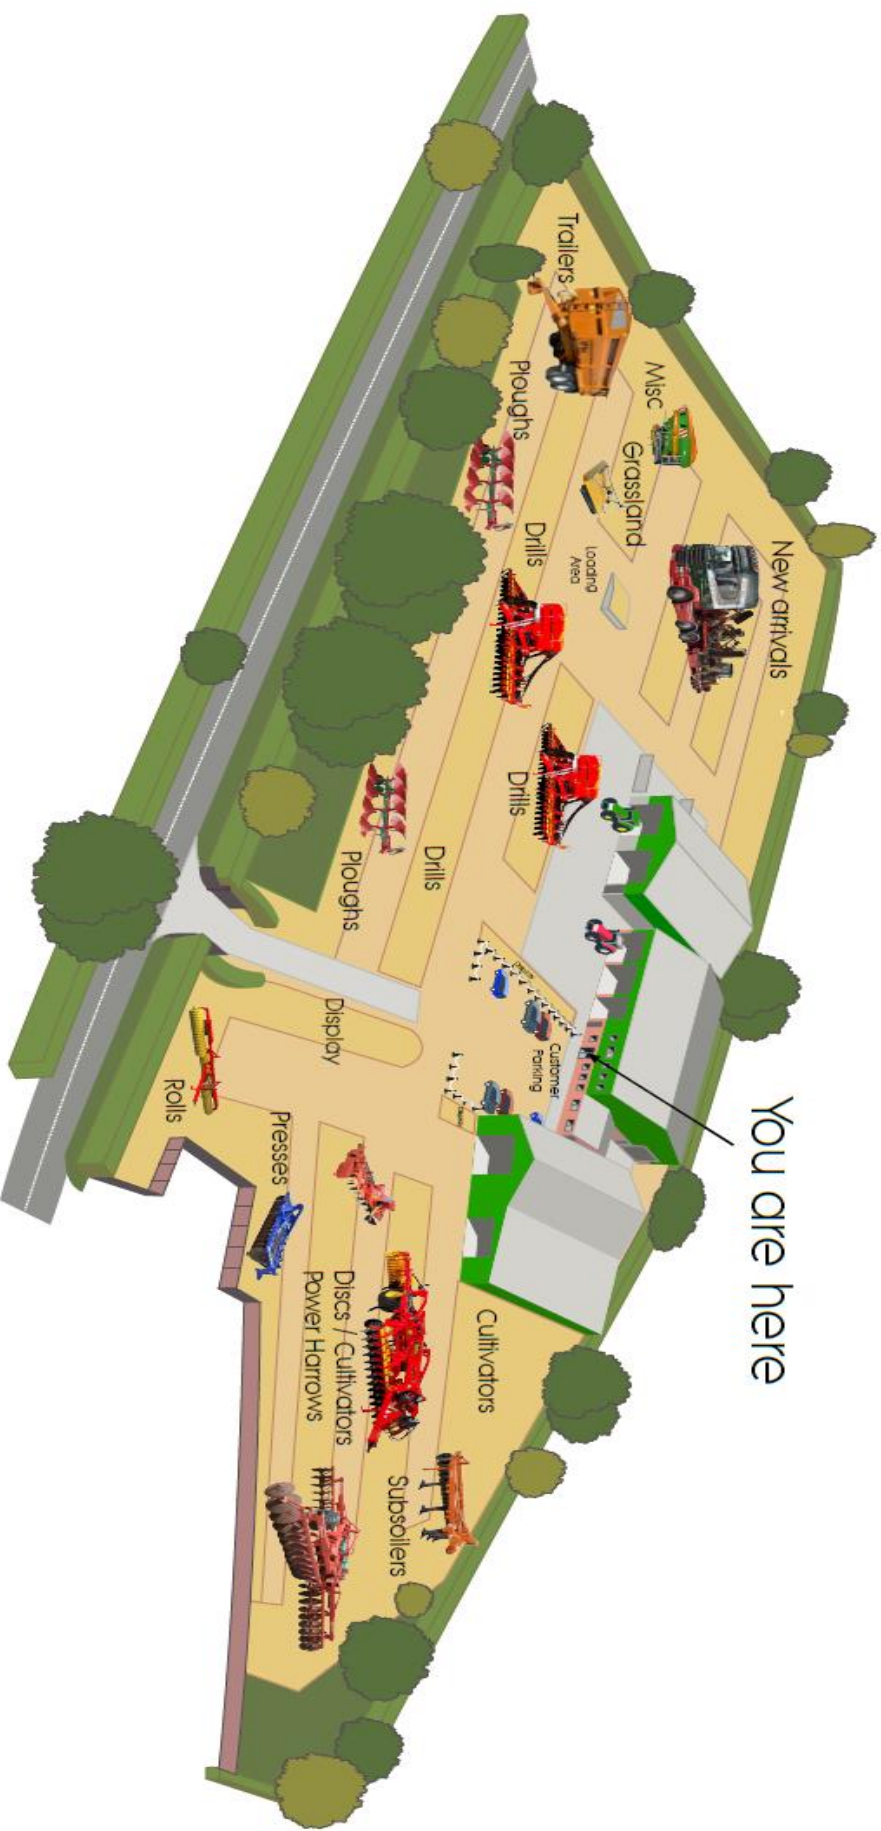 You are here
New arrivals
Misc
Grassland
Loading
Area
Trailers
Customer
Parking
Drills
Ploughs
Drills
Cultivators
Drills
Subsoilers
Ploughs
Discs / Cultivators
Power Harrows
Display
Presses
Rolls